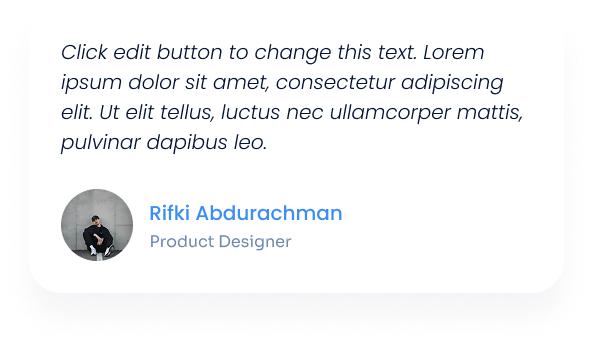 Click edit button to change this text. Lorem
ipsum dolor sit amet, consectetur adipiscing
elit. Ut elit tellus, luctus nec ullamcorper mattis,
pulvinar dapibus leo.
Rifki Abdurachman
Product Designer